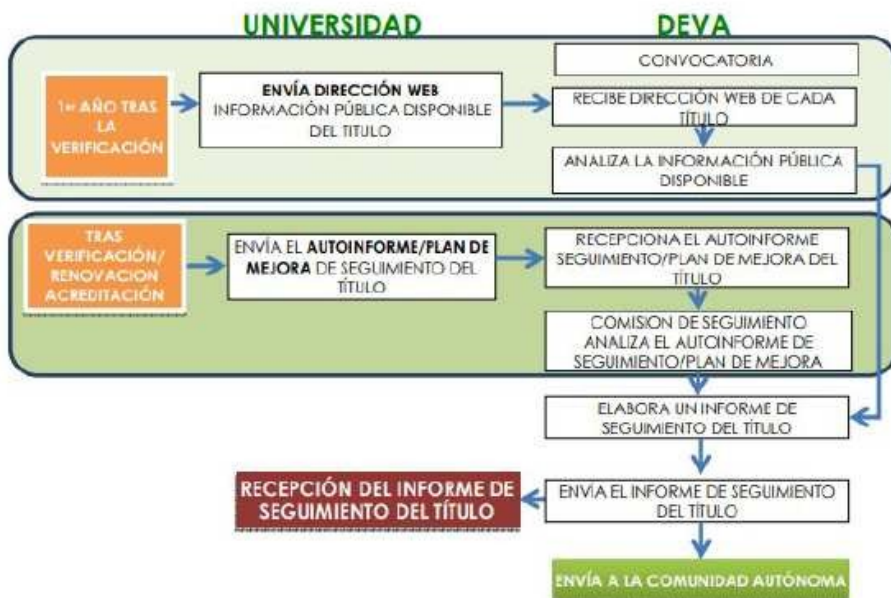 UNIVERSIDAD
DEVA
CONVOCATORIA
1er AÑO TRAS
LA
VERIFICACIÓN
ENVÍA DIRECCIÓN WEB
INFORMACIÓN PÚBLICA DISPONIBLE
DEL TITULO
RECIBE DIRECCIÓN WEB DE CADA
TÍTULO
ANALIZA LA INFORMACIÓN PÚBLICA
DISPONIBLE
TRAS
VERIFICACIÓN/
RENOVACION
ACREDITACIÓN
ENVÍA EL AUTOINFORME/PLAN DE
MEJORA DE SEGUIMIENTO DEL
TÍTULO
RECEPCIONA EL AUTOINFORME
SEGUIMIENTO/PLAN DE MEJORA DEL
TÍTULO
COMISION DE SEGUIMIENTO
ANALIZA EL AUTOINFORME DE
SEGUIMIENTO/PLAN DE MEJORA
ELABORA UN INFORME DE
SEGUIMIENTO DEL TÍTULO
RECEPCIÓN DEL INFORME DE
SEGUIMIENTO DEL TÍTULO
ENVÍA EL INFORME DE SEGUIMIENTO
DEL TÍTULO
ENVÍA A LA COMUNIDAD AUTÓNOMA